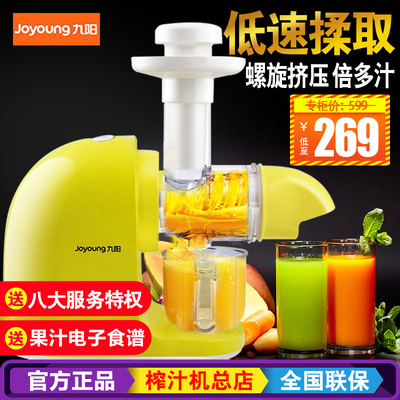 Joyoung 九阳
低速揉取
螺旋挤压 倍多汁
专柜价:599
¥ 低至 269
Joyoung 九阳
送 八大服务特权
送 果汁电子食谱
官方正品 榨汁机总店 全国联保